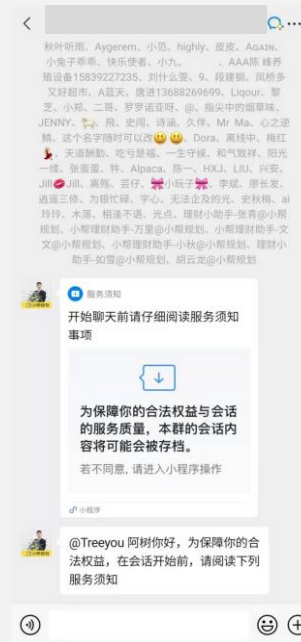 秋叶听雨、Aygerem、小范、highly、皮皮、AGAIN、
小兔子乖乖、快乐使者、小九、 、AAA陈 峰养
殖设备15839227235、刘什么雯、9、段建锎、凤桥多
又好超市、A蓝天、唐进13688269699、Liqour、黎
芝、小郑、二哥、罗罗诺亚呀、@、指尖中的烟草味、
JENNY、飛、史闯、诗涵、久伴、Mr Ma、心之逆
鳞、这个名字随时可以改😄😄、Dora、离线中、梅红
💃、天道酬勤、吃亏是福、一生守候、和气致祥、阳光
一缕、张蛋蛋、特、Alpaca、陈一、HXJ、LIU、兴安、
Jill💋Jill、离殇、芸仔、🎀小玩子🎀、李斌、廖长发、
逍遥三修、为银忙碌、宇心、无法企及的光、史秋梅、ai
玲玲、木落、相逢不语、光点、理财小助手-张青@小帮
规划、小帮理财助手-万里@小帮规划、小帮理财助手-文
文@小帮规划、小帮理财助手-小秋@小帮规划、理财小
助手-如雪@小帮规划、胡云龙@小帮规划
服务须知
开始聊天前请仔细阅读服务须知
事项
为保障你的合法权益与会话
的服务质量，本群的会话内
容将可能会被存档。
若不同意, 请进入小程序操作
小程序
@Treeyou 阿树你好，为保障你的合
法权益，在会话开始前，请阅读下列
服务须知